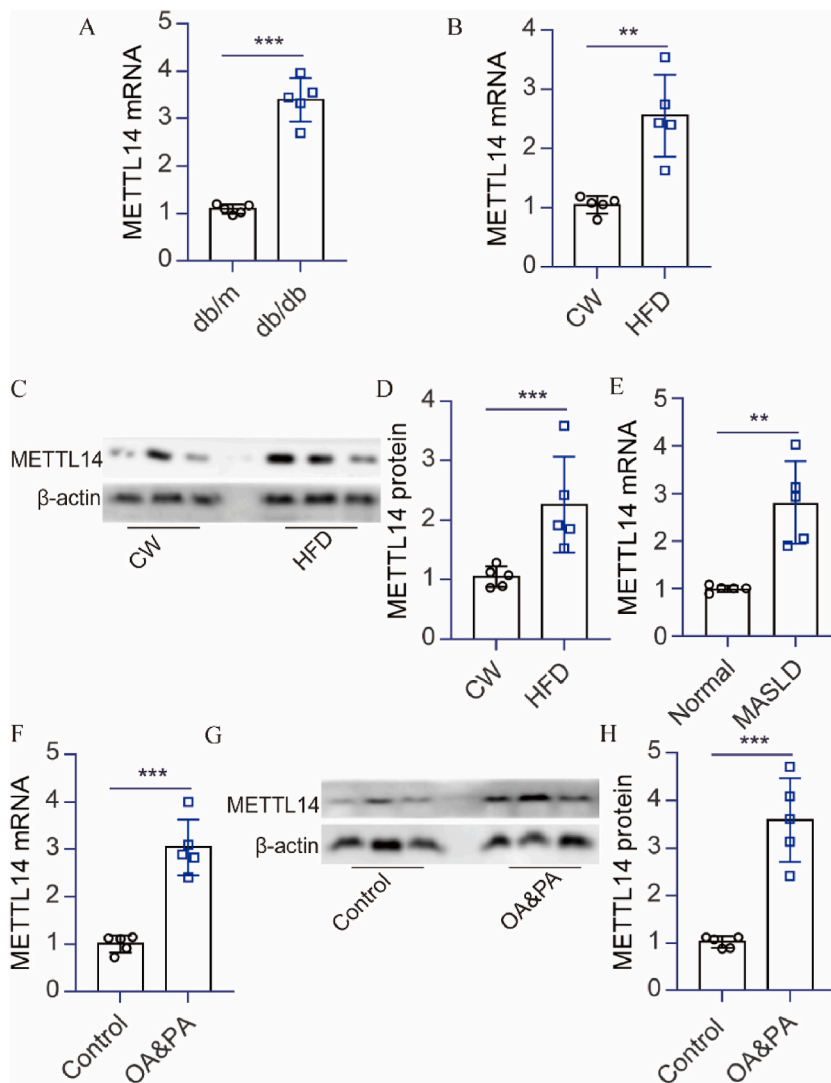 A
METTL14 mRNA
5
4
3
2
1
0
***
db/m
db/db
B
METTL14 mRNA
4
3
2
1
0
**
CW
HFD
C
METTL14
β-actin
CW
HFD
D
METTL14 protein
4
3
2
1
0
***
CW
HFD
E
METTL14 mRNA
5
4
3
2
1
0
**
Normal
MASLD
F
METTL14 mRNA
5
4
3
2
1
0
***
Control
OA&PA
G
METTL14
β-actin
Control
OA&PA
H
METTL14 protein
5
4
3
2
1
0
***
Control
OA&PA